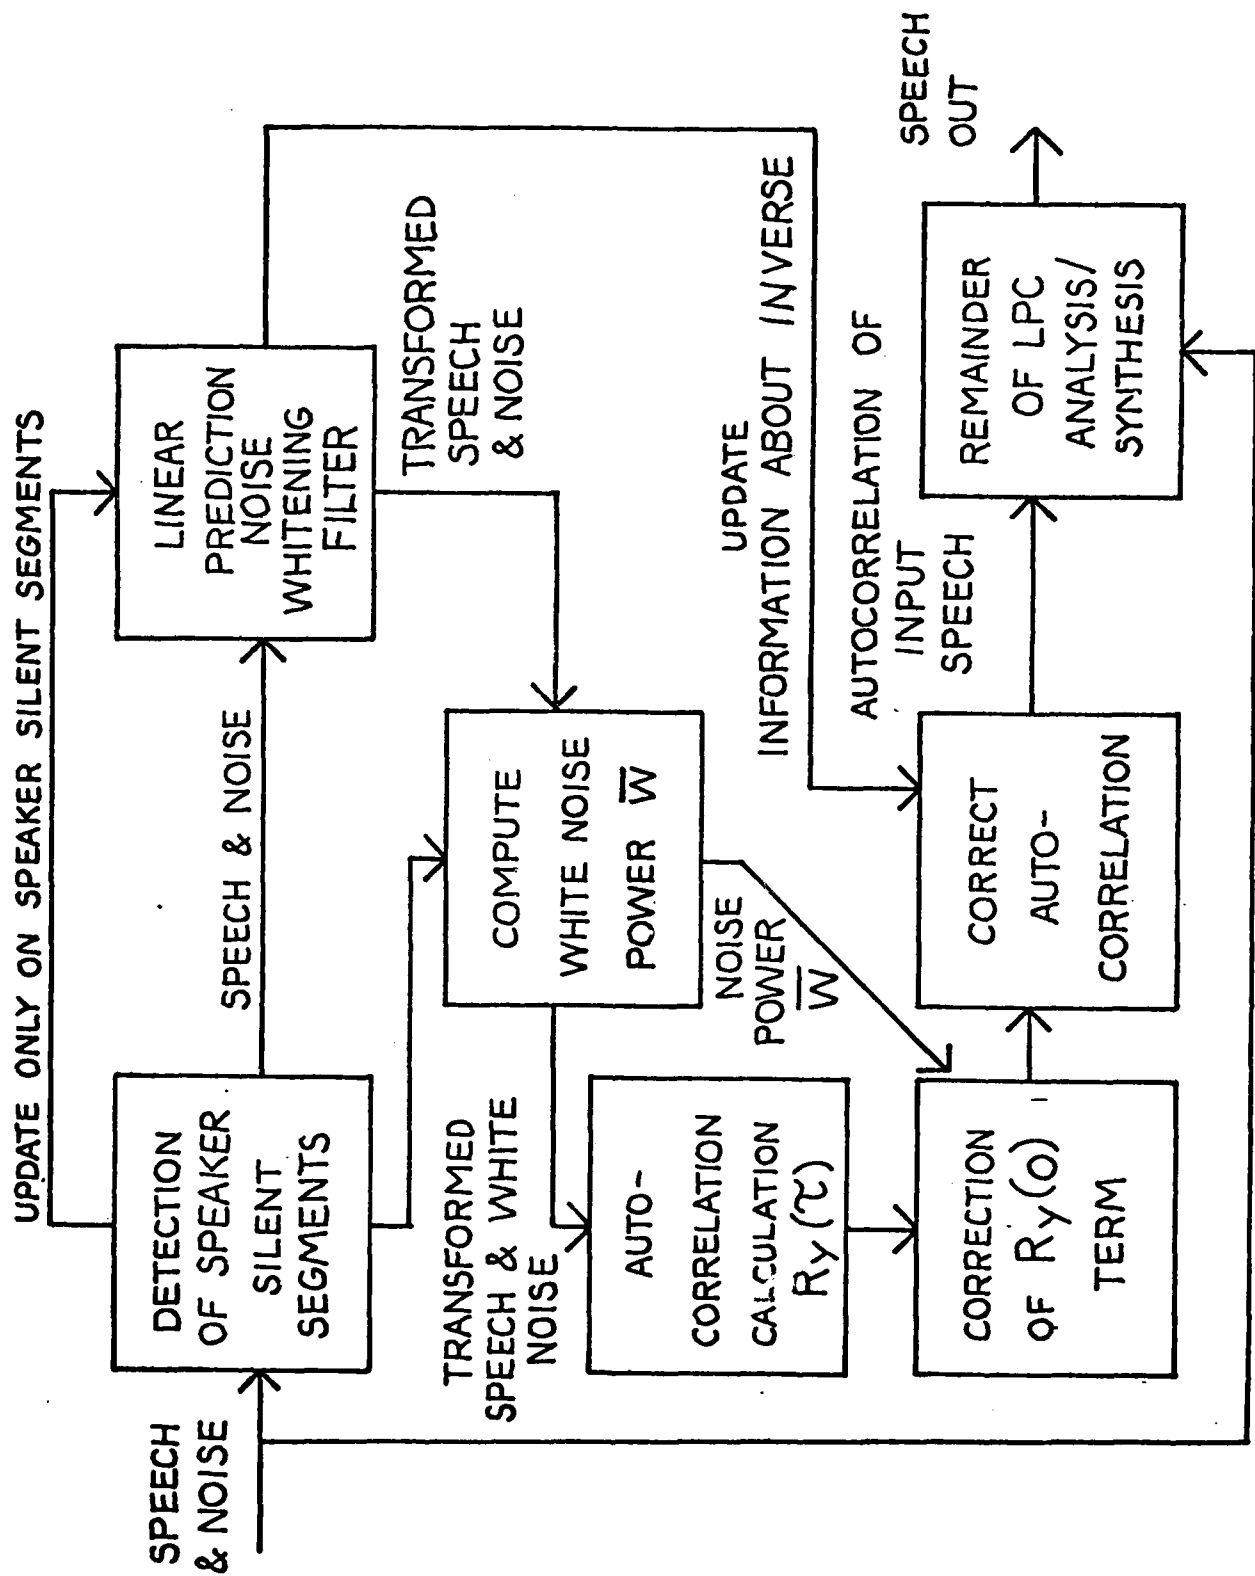 UPDATE ONLY ON SPEAKER SILENT SEGMENTS
SPEECH
& NOISE
DETECTION
OF SPEAKER
SILENT
SEGMENTS
SPEECH & NOISE
LINEAR
PREDICTION
NOISE
WHITENING
FILTER
TRANSFORMED
SPEECH
& NOISE
COMPUTE
WHITE NOISE
POWER W̅
TRANSFORMED
SPEECH & WHITE
NOISE
NOISE
POWER
W̅
UPDATE
INFORMATION ABOUT INVERSE
AUTO-
CORRELATION
CALCULATION
Ry(τ)
CORRECTION
OF Ry(0)
TERM
CORRECT
AUTO-
CORRELATION
AUTOCORRELATION OF
INPUT
SPEECH
REMAINDER
OF LPC
ANALYSIS/
SYNTHESIS
SPEECH
OUT